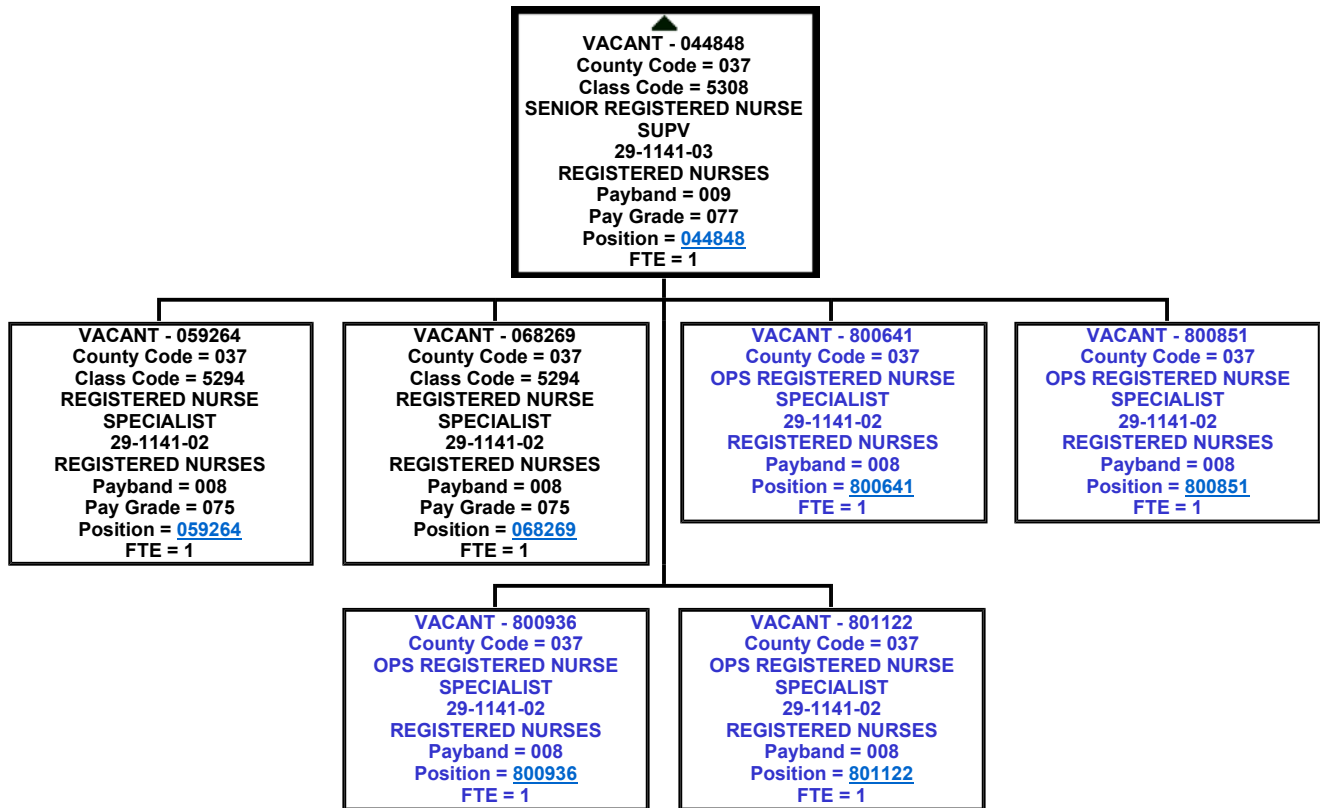 VACANT - 044848
County Code = 037
Class Code = 5308
SENIOR REGISTERED NURSE
SUPV
29-1141-03
REGISTERED NURSES
Payband = 009
Pay Grade = 077
Position = 044848
FTE = 1
VACANT - 059264
County Code = 037
Class Code = 5294
REGISTERED NURSE
SPECIALIST
29-1141-02
REGISTERED NURSES
Payband = 008
Pay Grade = 075
Position = 059264
FTE = 1
VACANT - 068269
County Code = 037
Class Code = 5294
REGISTERED NURSE
SPECIALIST
29-1141-02
REGISTERED NURSES
Payband = 008
Pay Grade = 075
Position = 068269
FTE = 1
VACANT - 800641
County Code = 037
OPS REGISTERED NURSE
SPECIALIST
29-1141-02
REGISTERED NURSES
Payband = 008
Position = 800641
FTE = 1
VACANT - 800851
County Code = 037
OPS REGISTERED NURSE
SPECIALIST
29-1141-02
REGISTERED NURSES
Payband = 008
Position = 800851
FTE = 1
VACANT - 800936
County Code = 037
OPS REGISTERED NURSE
SPECIALIST
29-1141-02
REGISTERED NURSES
Payband = 008
Position = 800936
FTE = 1
VACANT - 801122
County Code = 037
OPS REGISTERED NURSE
SPECIALIST
29-1141-02
REGISTERED NURSES
Payband = 008
Position = 801122
FTE = 1